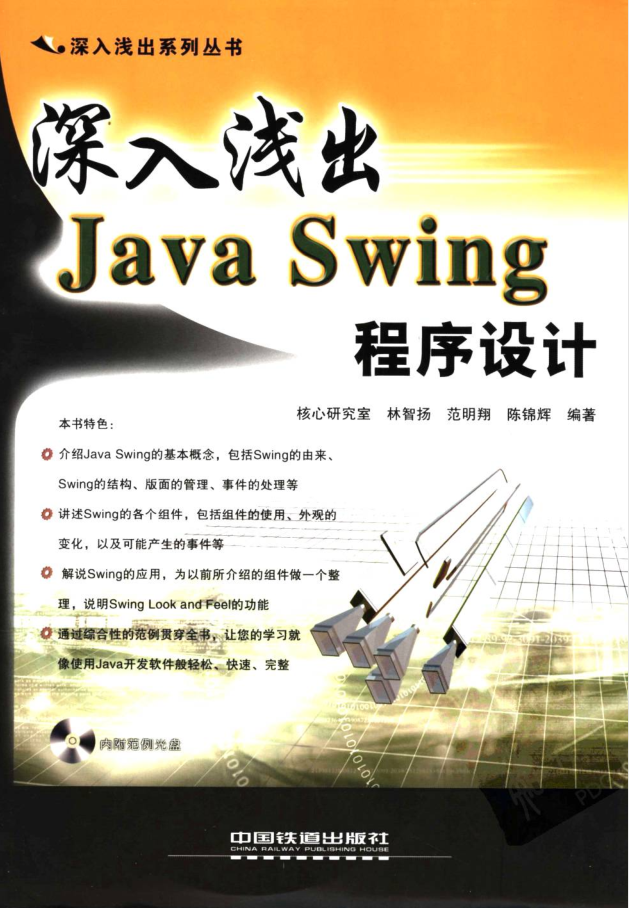 深入浅出系列丛书
深入浅出
Java Swing
程序设计
核心研究室 林智扬 范明翔 陈锦辉 编著
本书特色：
介绍Java Swing的基本概念，包括Swing的由来、
Swing的结构、版面的管理、事件的处理等
讲述Swing的各个组件，包括组件的使用、外观的
变化，以及可能产生的事件等
解说Swing的应用，为以前所介绍的组件做一个整
理，说明Swing Look and Feel的功能
通过综合性的范例贯穿全书，让您的学习就
像使用Java开发软件般轻松、快速、完整
内附范例光盘
中国铁道出版社
CHINA RAILWAY PUBLISHING HOUSE